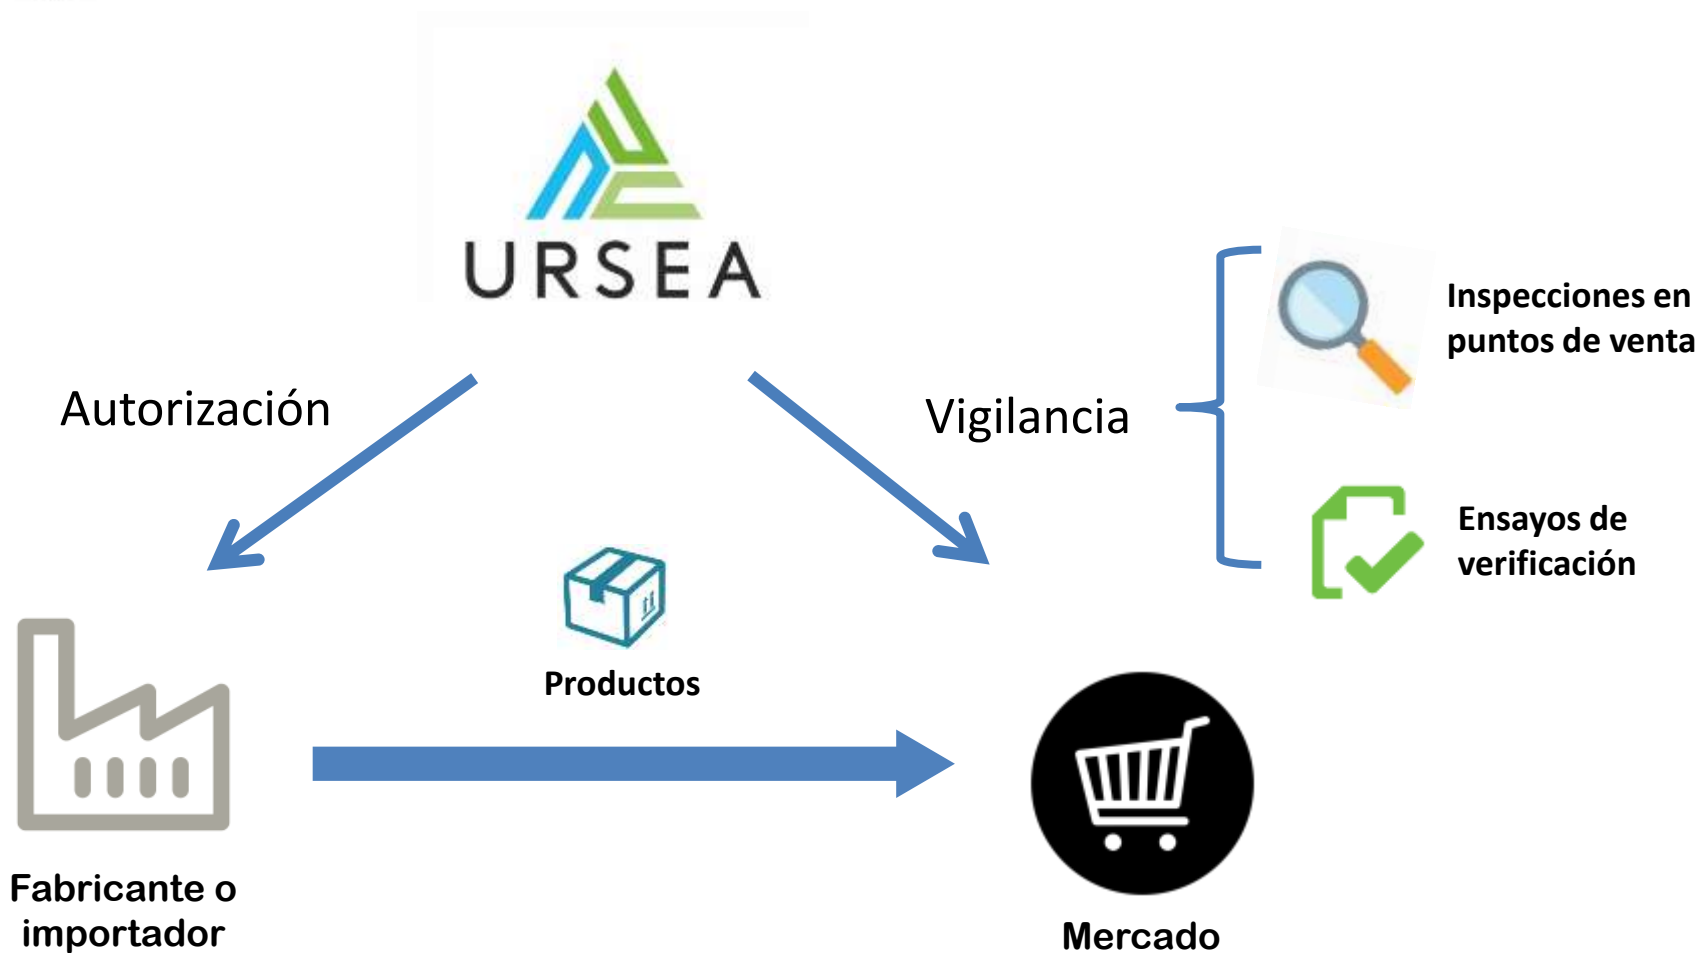 URSEA
Autorización
Vigilancia
Inspecciones en
puntos de venta
Ensayos de
verificación
Productos
Fabricante o
importador
Mercado